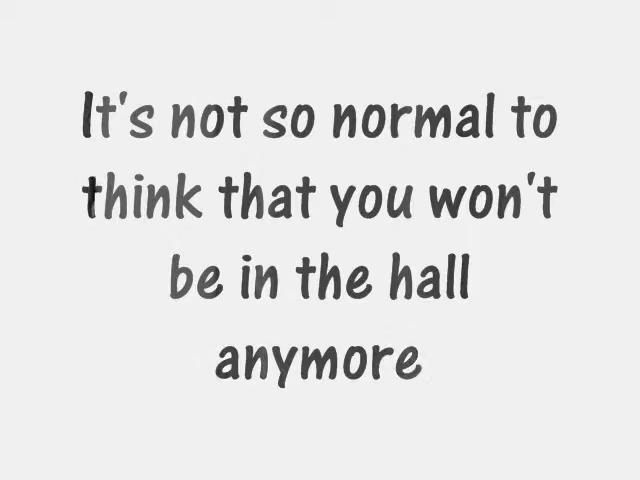 It's not so normal to
think that you won't
be in the hall
anymore